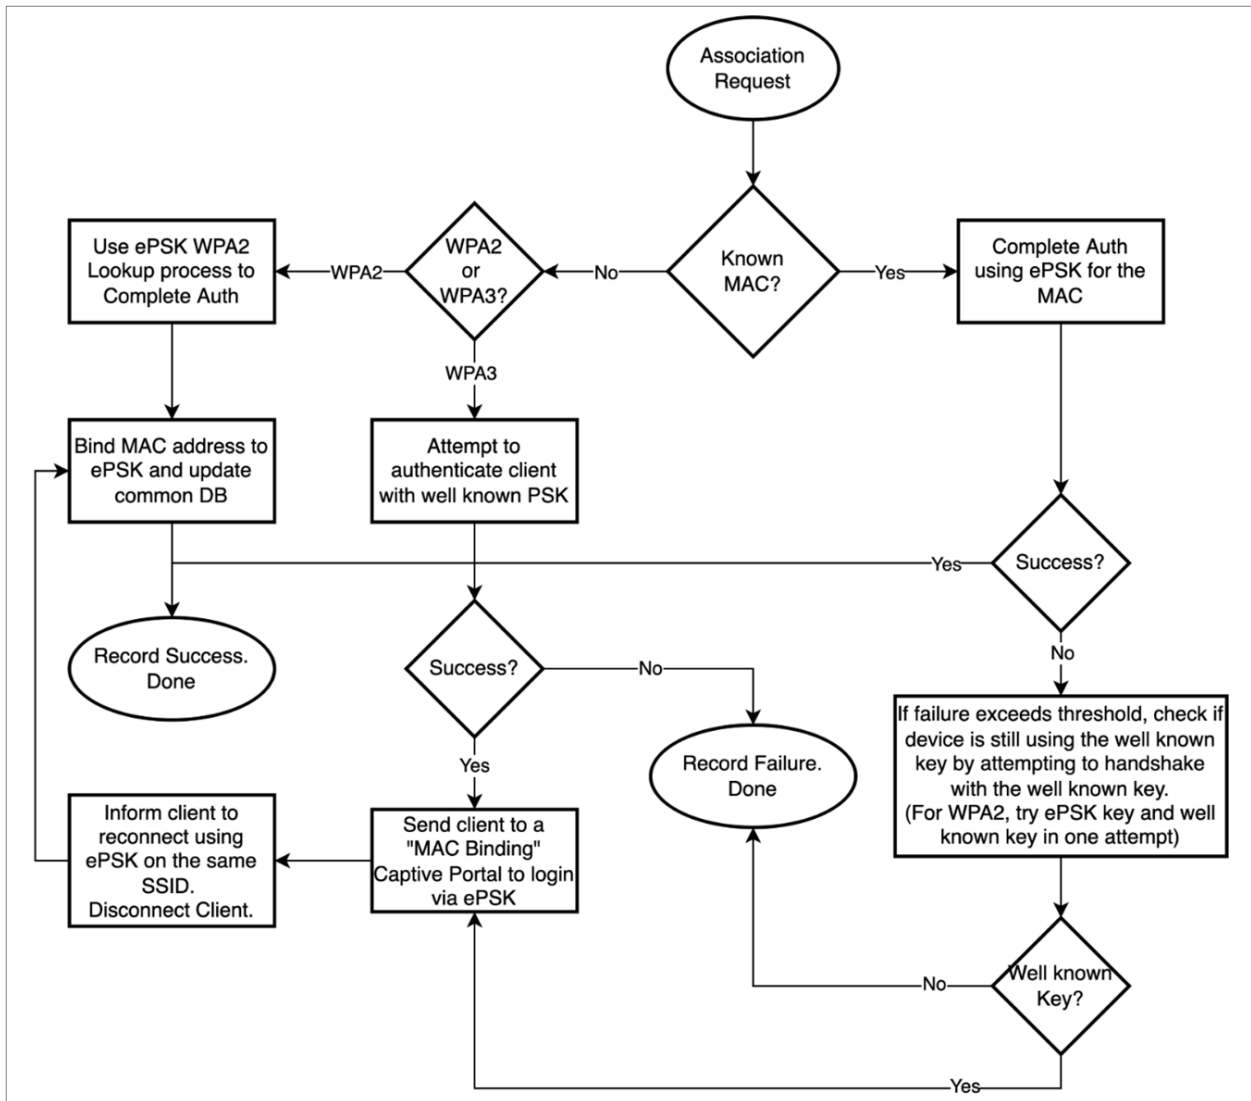 Association
Request
Known
MAC?
No
Yes
WPA2
or
WPA3?
WPA2
Use ePSK WPA2
Lookup process to
Complete Auth
Complete Auth
using ePSK for the
MAC
WPA3
Bind MAC address to
ePSK and update
common DB
Attempt to
authenticate client
with well known PSK
Success?
Yes
No
Record Success.
Done
Success?
No
Yes
Record Failure.
Done
If failure exceeds threshold, check if
device is still using the well known
key by attempting to handshake
with the well known key.
(For WPA2, try ePSK key and well
known key in one attempt)
Inform client to
reconnect using
ePSK on the same
SSID.
Disconnect Client.
Send client to a
"MAC Binding"
Captive Portal to login
via ePSK
Well known
Key?
No
Yes